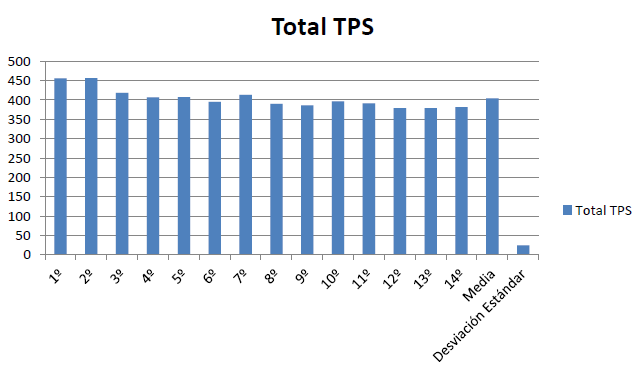 Total TPS
500
450
400
350
300
250
200
150
100
50
0
1º
2º
3º
4º
5º
6º
7º
8º
9º
10º
11º
12º
13º
14º
Media
Desviación Estándar
Total TPS